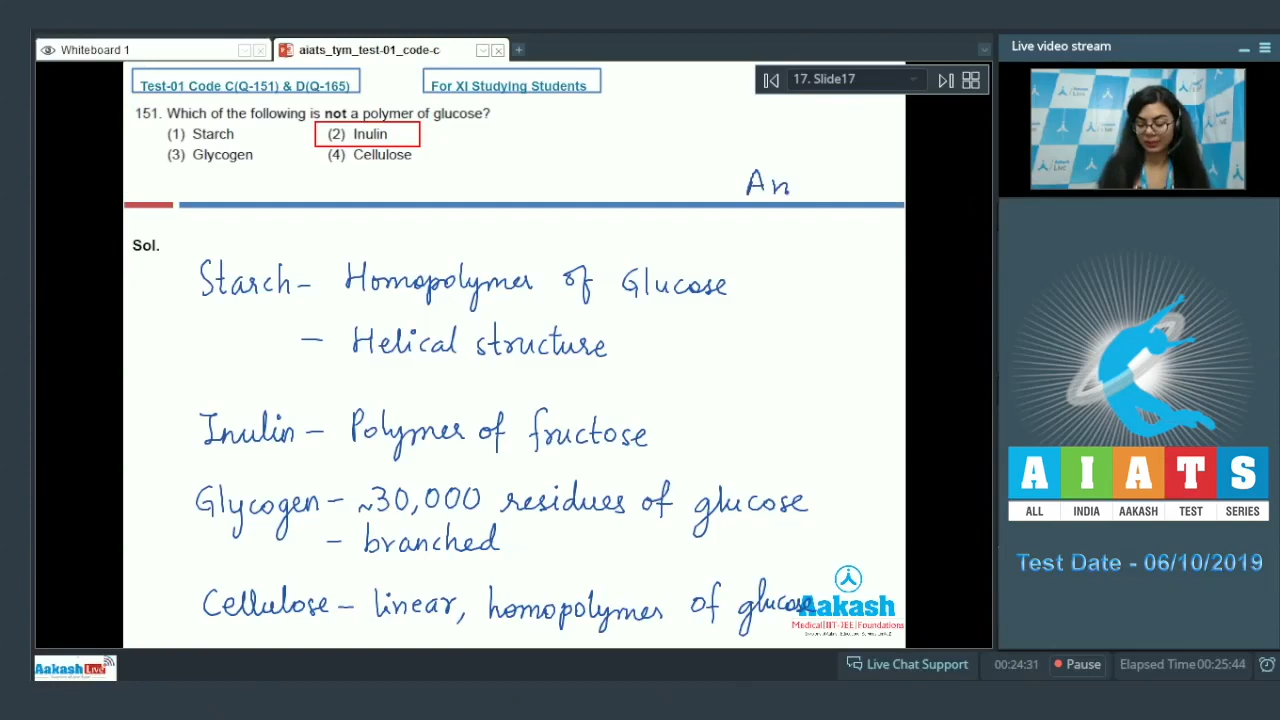 Whiteboard 1
aiats_tym_test-01_code-c
Live video stream
Test-01 Code C(Q-151) & D(Q-165)
For XI Studying Students
17. Slide17
151. Which of the following is not a polymer of glucose?
(1) Starch
(2) Inulin
(3) Glycogen
(4) Cellulose
An
Sol.
Starch - Homopolymer of Glucose
- Helical structure
Inulin - Polymer of fructose
Glycogen - ~30,000 residues of glucose
- branched
Cellulose - linear, homopolymer of glucose
Aakash
Medical|IIT-JEE|Foundations
A I A T S
ALL INDIA AAKASH TEST SERIES
Test Date - 06/10/2019
Aakash Live
Live Chat Support
00:24:31
Pause
Elapsed Time 00:25:44